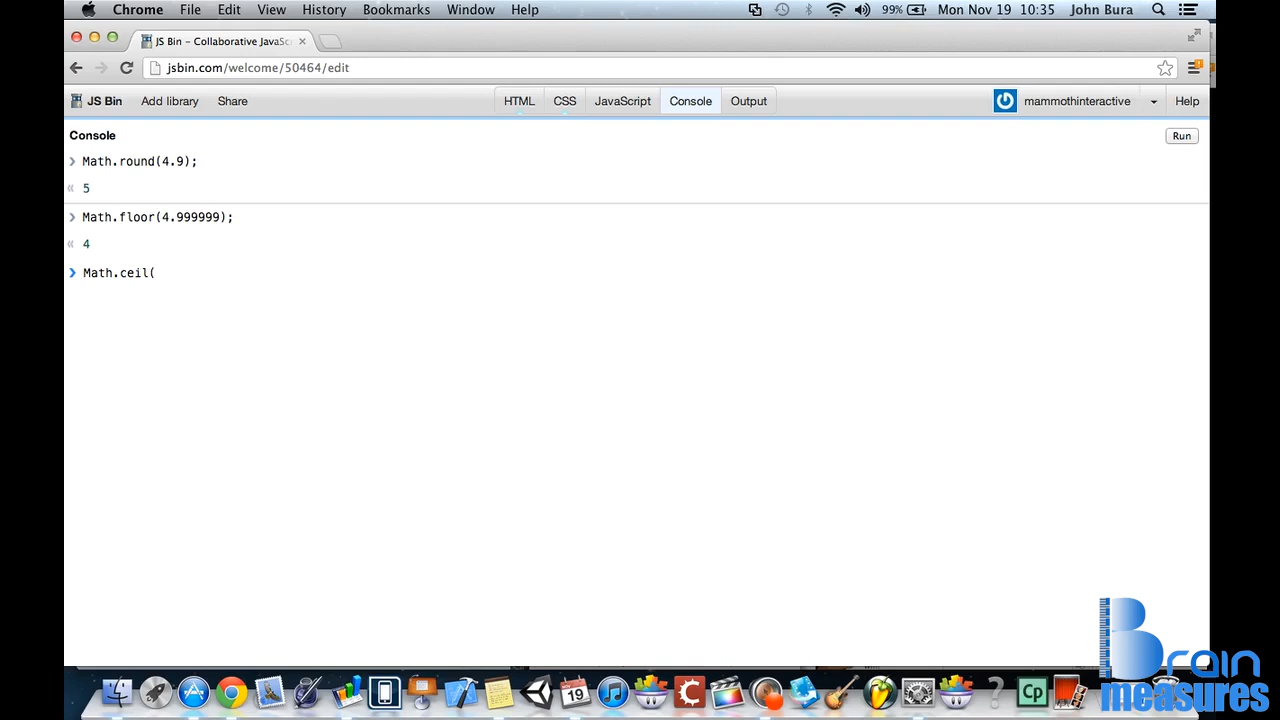 Chrome File Edit View History Bookmarks Window Help 99% Mon Nov 19 10:35 John Bura
JS Bin - Collaborative JavaSc
jsbin.com/welcome/50464/edit
JS Bin Add library Share HTML CSS JavaScript Console Output mammothinteractive Help
Console
Run
Math.round(4.9);
5
Math.floor(4.999999);
4
Math.ceil(
19
Cp
Brain
measures